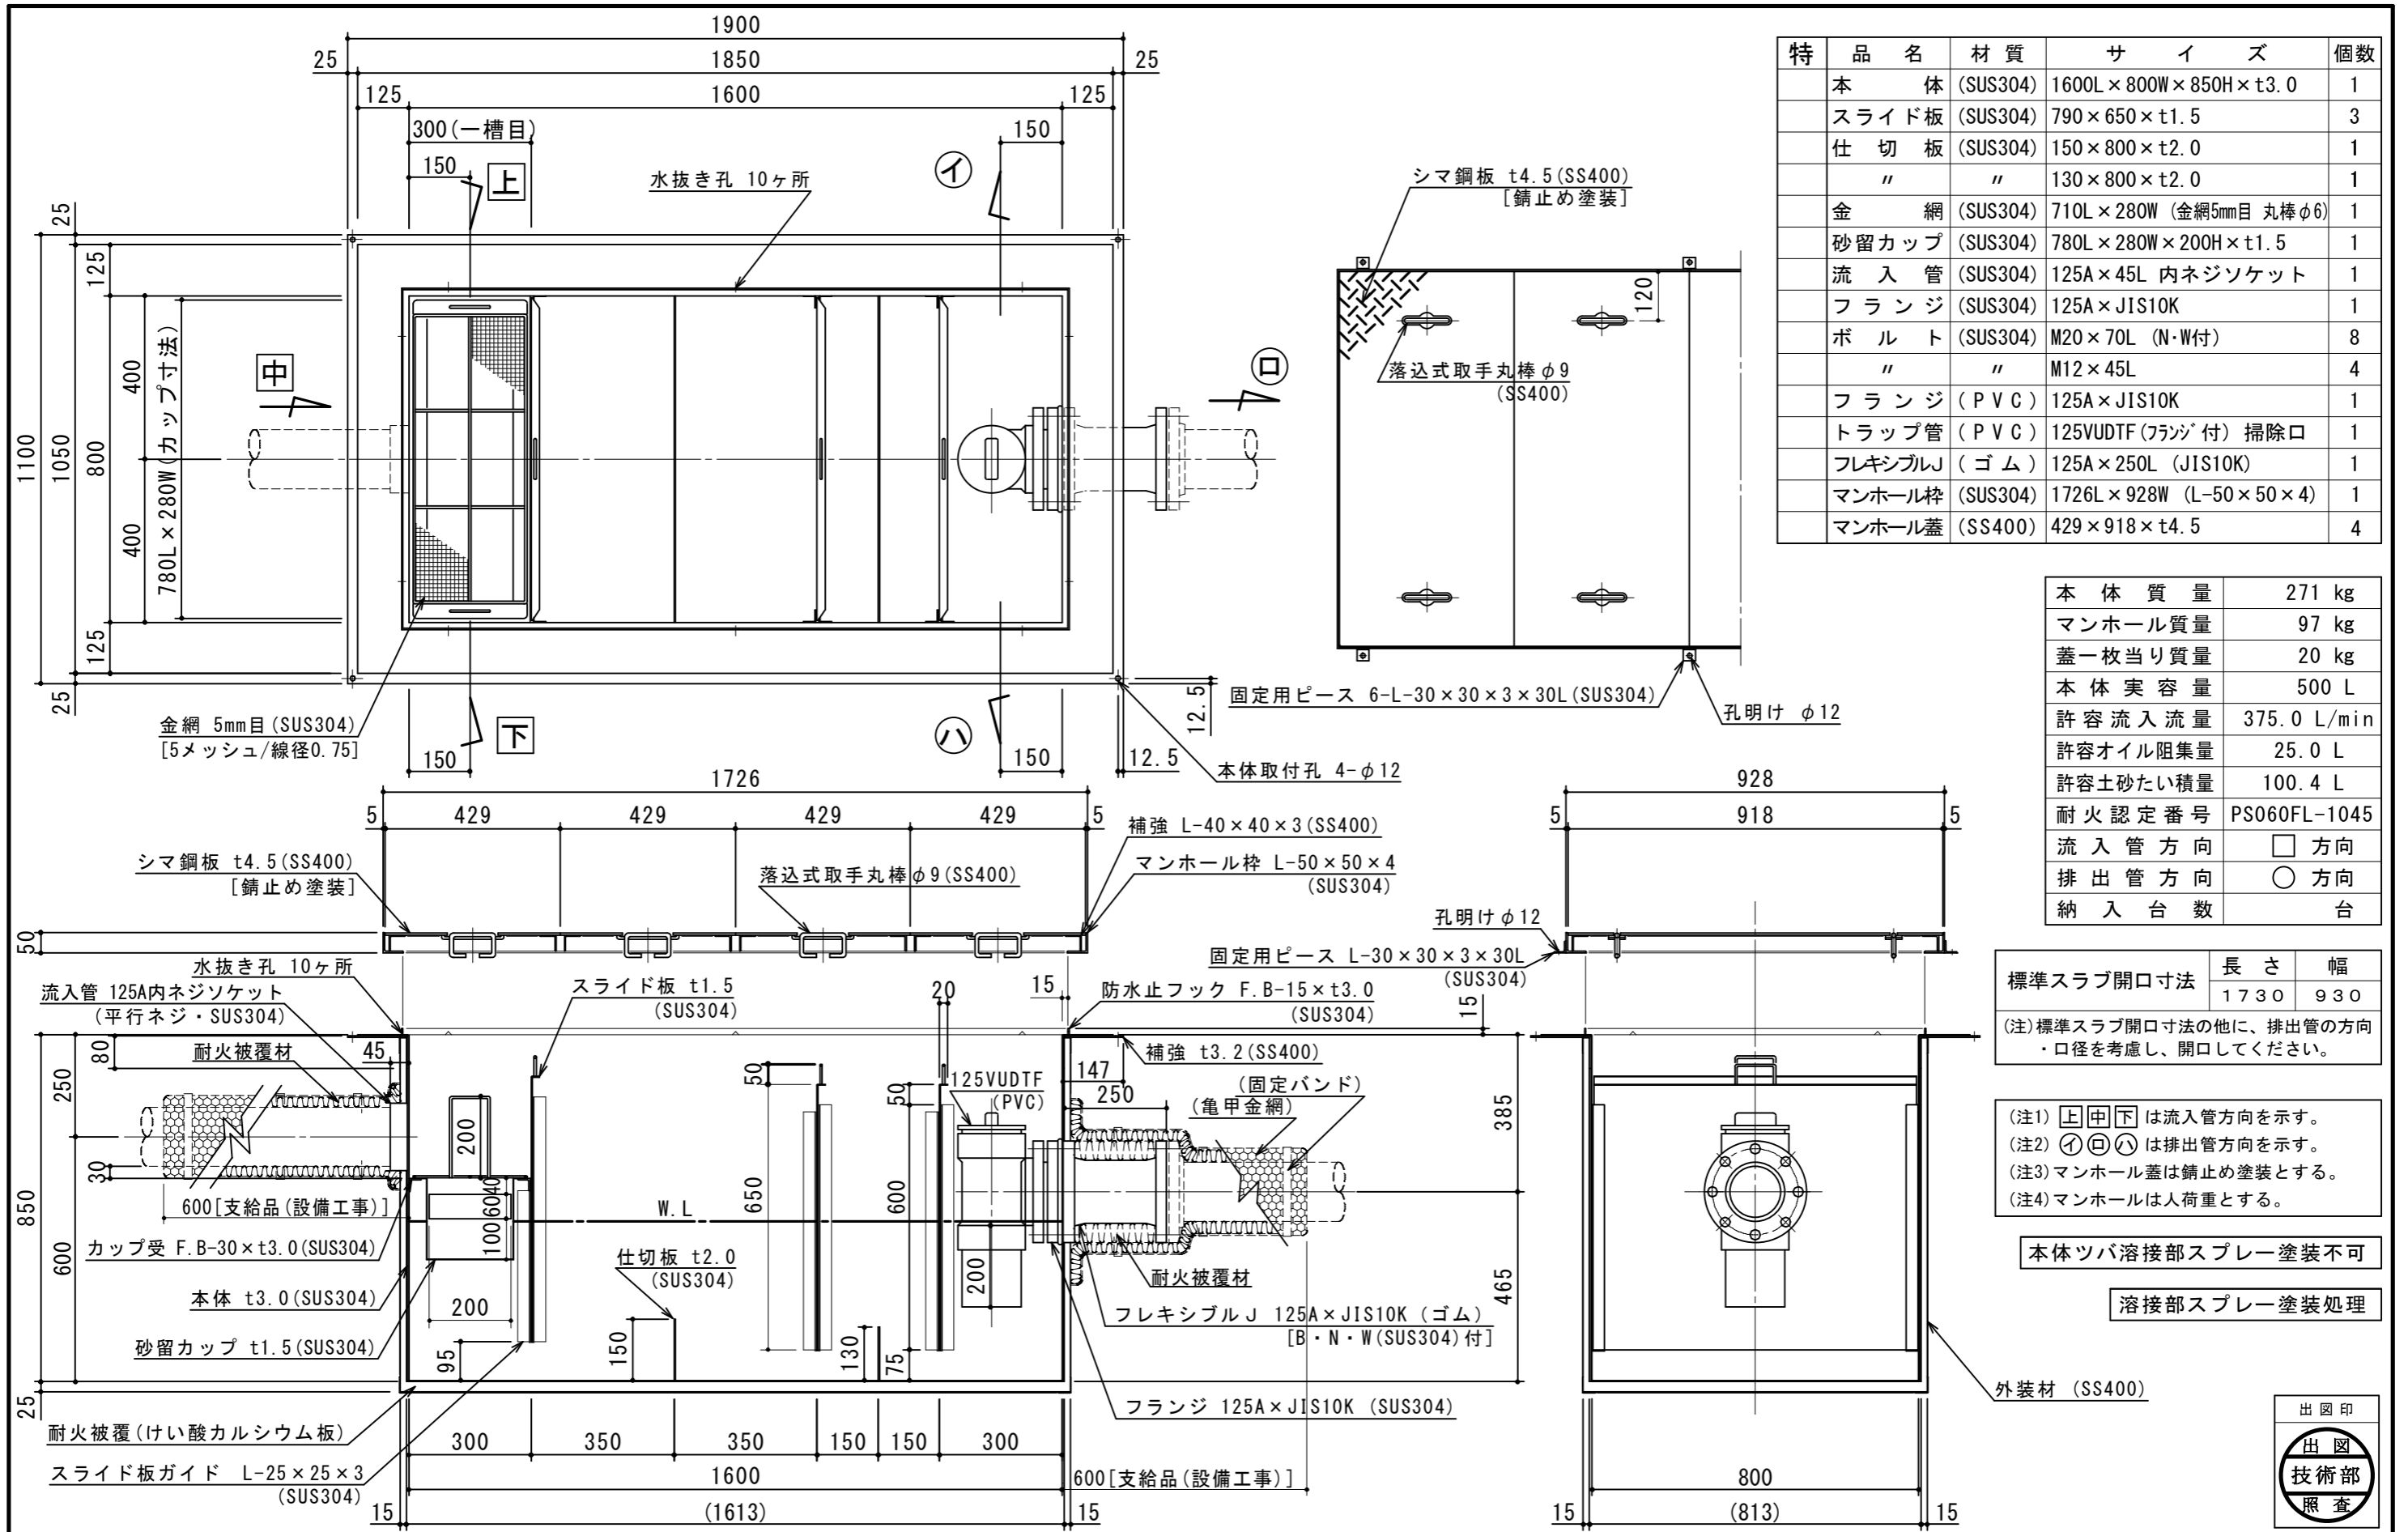 1900
25 1850 25
125 1600 125
300(一槽目) 150
150
上
イ
水抜き孔 10ヶ所
25
125
400
800
1050
1100
400
780L×280W(カップ寸法)
125
25
中
ロ
下
ハ
金網 5mm目(SUS304)
[5メッシュ/線径0.75]
150
150
12.5
12.5
本体取付孔 4-φ12
シマ鋼板 t4.5(SS400)
[錆止め塗装]
120
落込式取手丸棒φ9
(SS400)
固定用ピース 6-L-30×30×3×30L(SUS304)
孔明け φ12
特 品名 材質 サイズ 個数
本体 (SUS304) 1600L×800W×850H×t3.0 1
スライド板 (SUS304) 790×650×t1.5 3
仕切板 (SUS304) 150×800×t2.0 1
〃 〃 130×800×t2.0 1
金網 (SUS304) 710L×280W (金網5mm目 丸棒φ6) 1
砂留カップ (SUS304) 780L×280W×200H×t1.5 1
流入管 (SUS304) 125A×45L 内ネジソケット 1
フランジ (SUS304) 125A×JIS10K 1
ボルト (SUS304) M20×70L (N・W付) 8
〃 〃 M12×45L 4
フランジ (PVC) 125A×JIS10K 1
トラップ管 (PVC) 125VUDTF(フランジ付) 掃除口 1
フレキシブルJ (ゴム) 125A×250L (JIS10K) 1
マンホール枠 (SUS304) 1726L×928W (L-50×50×4) 1
マンホール蓋 (SS400) 429×918×t4.5 4
本体質量 271 kg
マンホール質量 97 kg
蓋一枚当り質量 20 kg
本体実容量 500 L
許容流入流量 375.0 L/min
許容オイル阻集量 25.0 L
許容土砂たい積量 100.4 L
耐火認定番号 PS060FL-1045
流入管方向 □ 方向
排出管方向 ○ 方向
納入台数 台
標準スラブ開口寸法 長さ 幅
1730 930
(注)標準スラブ開口寸法の他に、排出管の方向
・口径を考慮し、開口してください。
(注1) 上中下 は流入管方向を示す。
(注2) イロハ は排出管方向を示す。
(注3)マンホール蓋は錆止め塗装とする。
(注4)マンホールは人荷重とする。
本体ツバ溶接部スプレー塗装不可
溶接部スプレー塗装処理
1726
5 429 429 429 429 5
シマ鋼板 t4.5(SS400)
[錆止め塗装]
落込式取手丸棒φ9(SS400)
補強 L-40×40×3(SS400)
マンホール枠 L-50×50×4
(SUS304)
50
水抜き孔 10ヶ所
流入管 125A内ネジソケット
(平行ネジ・SUS304)
耐火被覆材
スライド板 t1.5
(SUS304)
20
15
防水止フック F.B-15×t3.0
(SUS304)
補強 t3.2(SS400)
147
250
(固定バンド)
(亀甲金網)
125VUDTF
(PVC)
80
45
250
30
850
600
25
600[支給品(設備工事)]
カップ受 F.B-30×t3.0(SUS304)
本体 t3.0(SUS304)
砂留カップ t1.5(SUS304)
200
40
60
100
200
95
W.L
仕切板 t2.0
(SUS304)
150
50
650
130
50
600
75
200
耐火被覆材
フレキシブルJ 125A×JIS10K (ゴム)
[B・N・W(SUS304)付]
フランジ 125A×JIS10K (SUS304)
耐火被覆(けい酸カルシウム板)
スライド板ガイド L-25×25×3
(SUS304)
300 350 350 150 150 300
1600
600[支給品(設備工事)]
15 (1613) 15
928
5 918 5
孔明けφ12
固定用ピース L-30×30×3×30L
(SUS304)
15
385
465
外装材 (SS400)
800
15 (813) 15
出図印
出図
技術部
照査